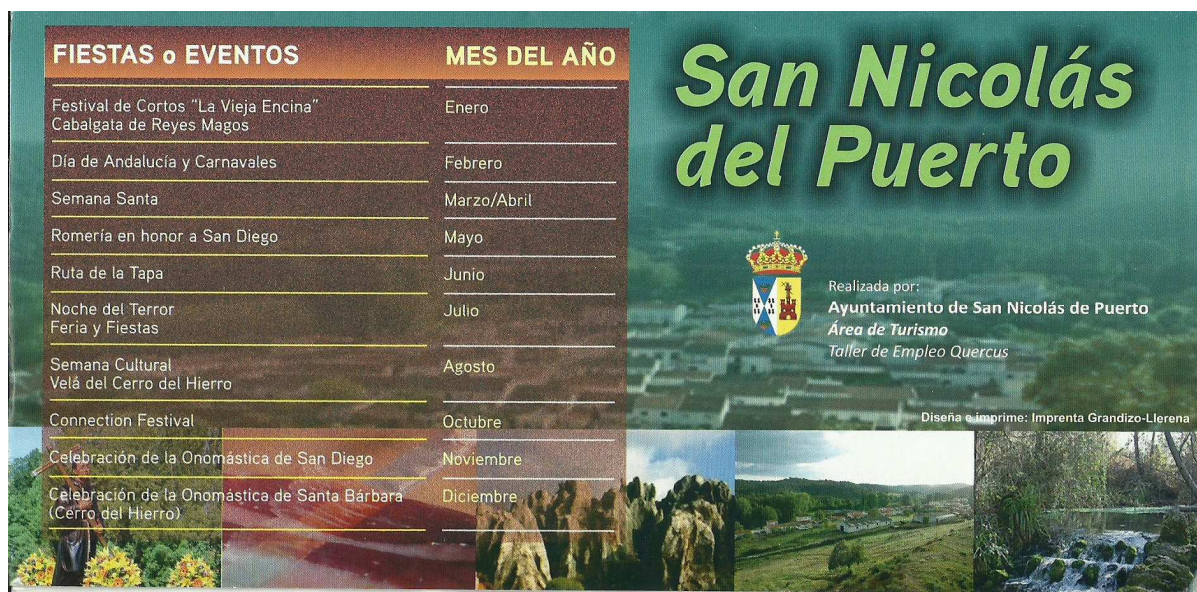 FIESTAS o EVENTOS MES DEL AÑO
Festival de Cortos "La Vieja Encina"
Cabalgata de Reyes Magos
Enero
Día de Andalucía y Carnavales Febrero
Semana Santa Marzo/Abril
Romería en honor a San Diego Mayo
Ruta de la Tapa Junio
Noche del Terror
Feria y Fiestas
Julio
Semana Cultural
Velá del Cerro del Hierro
Agosto
Connection Festival Octubre
Celebración de la Onomástica de San Diego Noviembre
Celebración de la Onomástica de Santa Bárbara
(Cerro del Hierro)
Diciembre
San Nicolás
del Puerto
Realizada por:
Ayuntamiento de San Nicolás de Puerto
Área de Turismo
Taller de Empleo Quercus
Diseña e imprime: Imprenta Grandizo-Llerena